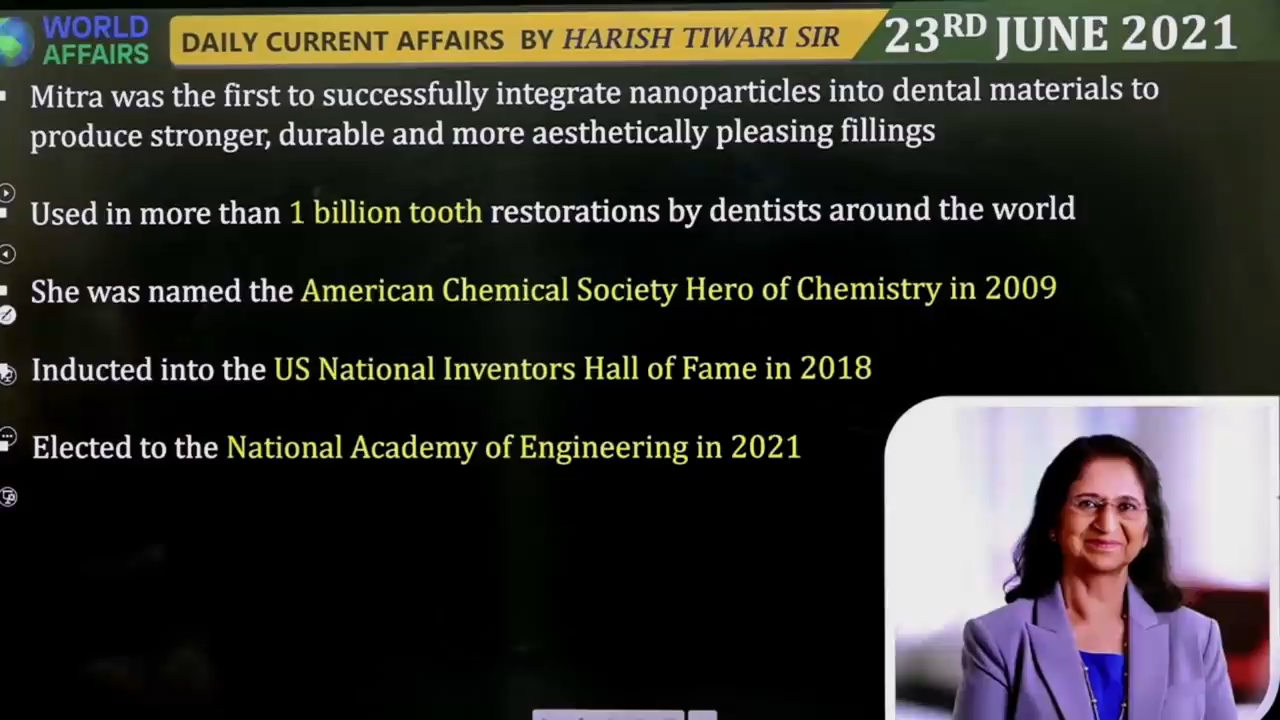 WORLD
AFFAIRS
DAILY CURRENT AFFAIRS BY HARISH TIWARI SIR
23RD JUNE 2021
Mitra was the first to successfully integrate nanoparticles into dental materials to
produce stronger, durable and more aesthetically pleasing fillings
Used in more than 1 billion tooth restorations by dentists around the world
She was named the American Chemical Society Hero of Chemistry in 2009
Inducted into the US National Inventors Hall of Fame in 2018
Elected to the National Academy of Engineering in 2021